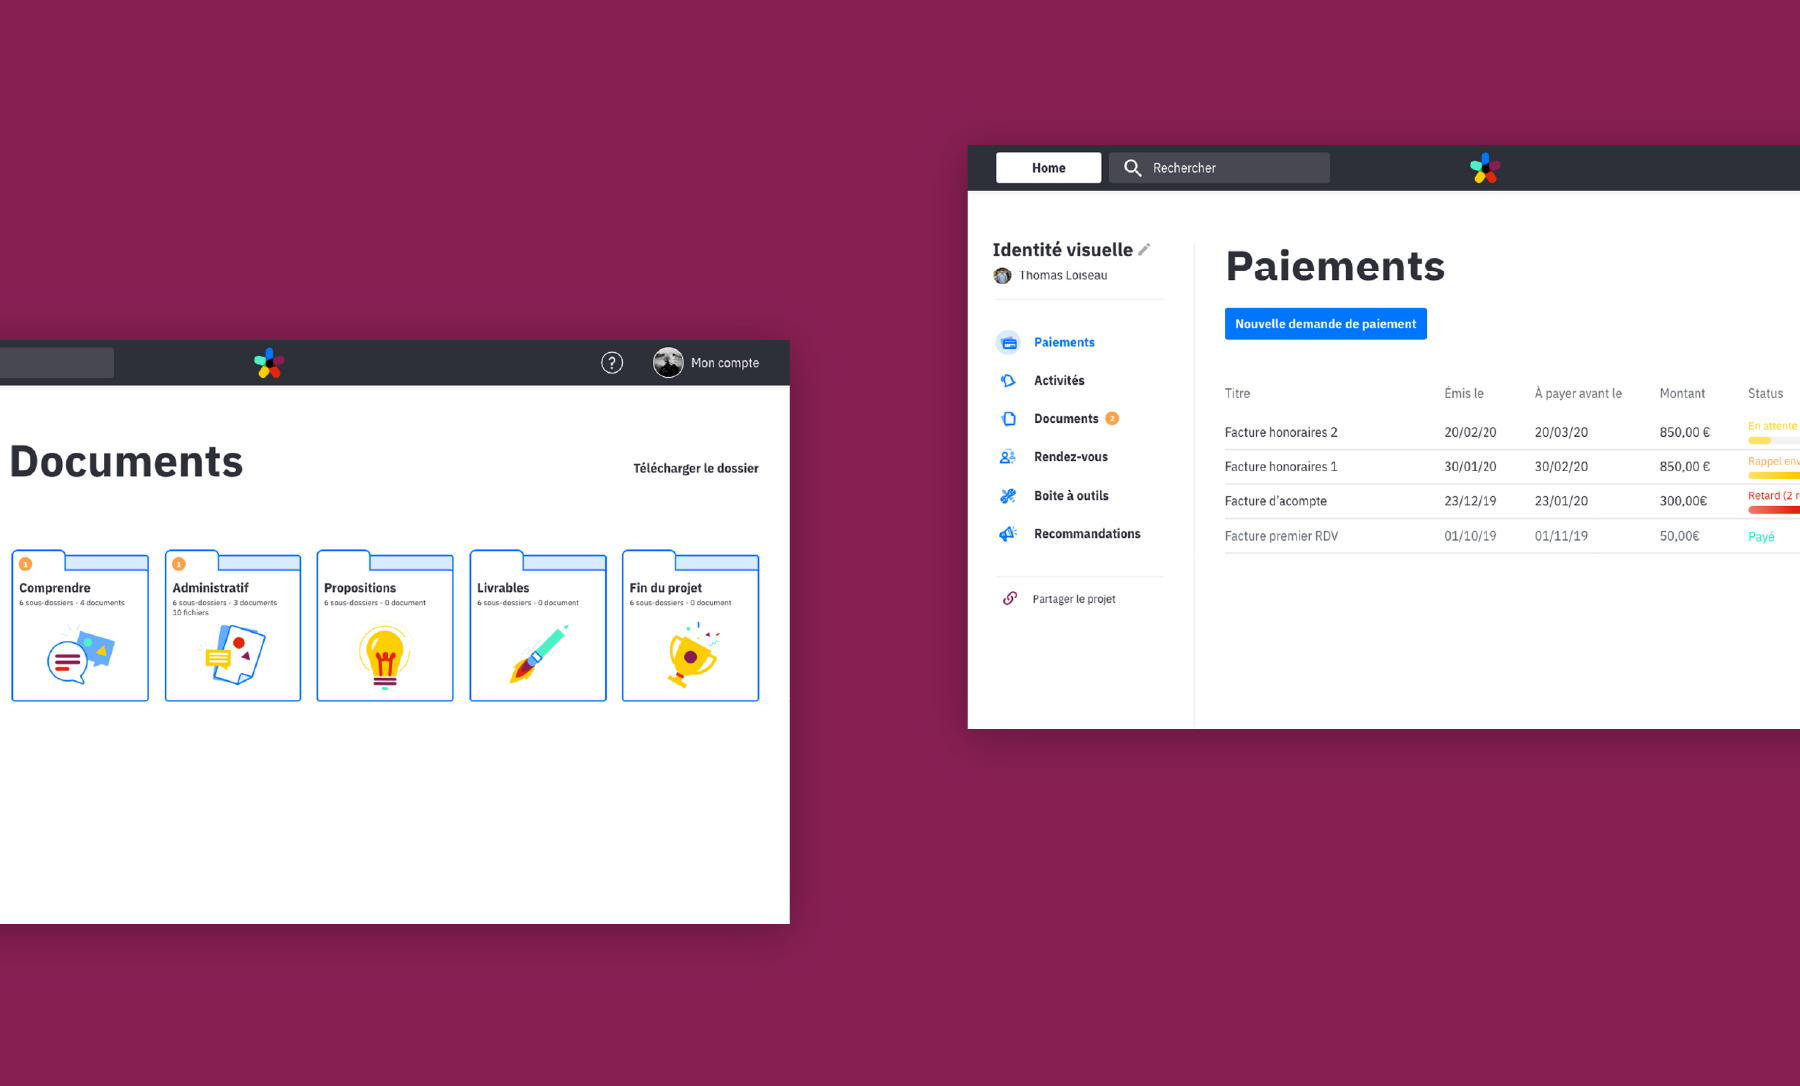 Mon compte
Documents
Télécharger le dossier
1
Comprendre
6 sous-dossiers - 4 documents
1
Administratif
6 sous-dossiers - 3 documents
10 fichiers
Propositions
6 sous-dossiers - 0 document
Livrables
6 sous-dossiers - 0 document
Fin du projet
6 sous-dossiers - 0 document
Home
Rechercher
Identité visuelle
Thomas Loiseau
Paiements
Activités
Documents 2
Rendez-vous
Boite à outils
Recommandations
Partager le projet
Paiements
Nouvelle demande de paiement
Titre Émis le À payer avant le Montant Status
Facture honoraires 2 20/02/20 20/03/20 850,00 € En attente
Facture honoraires 1 30/01/20 30/02/20 850,00 € Rappel env
Facture d'acompte 23/12/19 23/01/20 300,00€ Retard (2 r
Facture premier RDV 01/10/19 01/11/19 50,00€ Payé